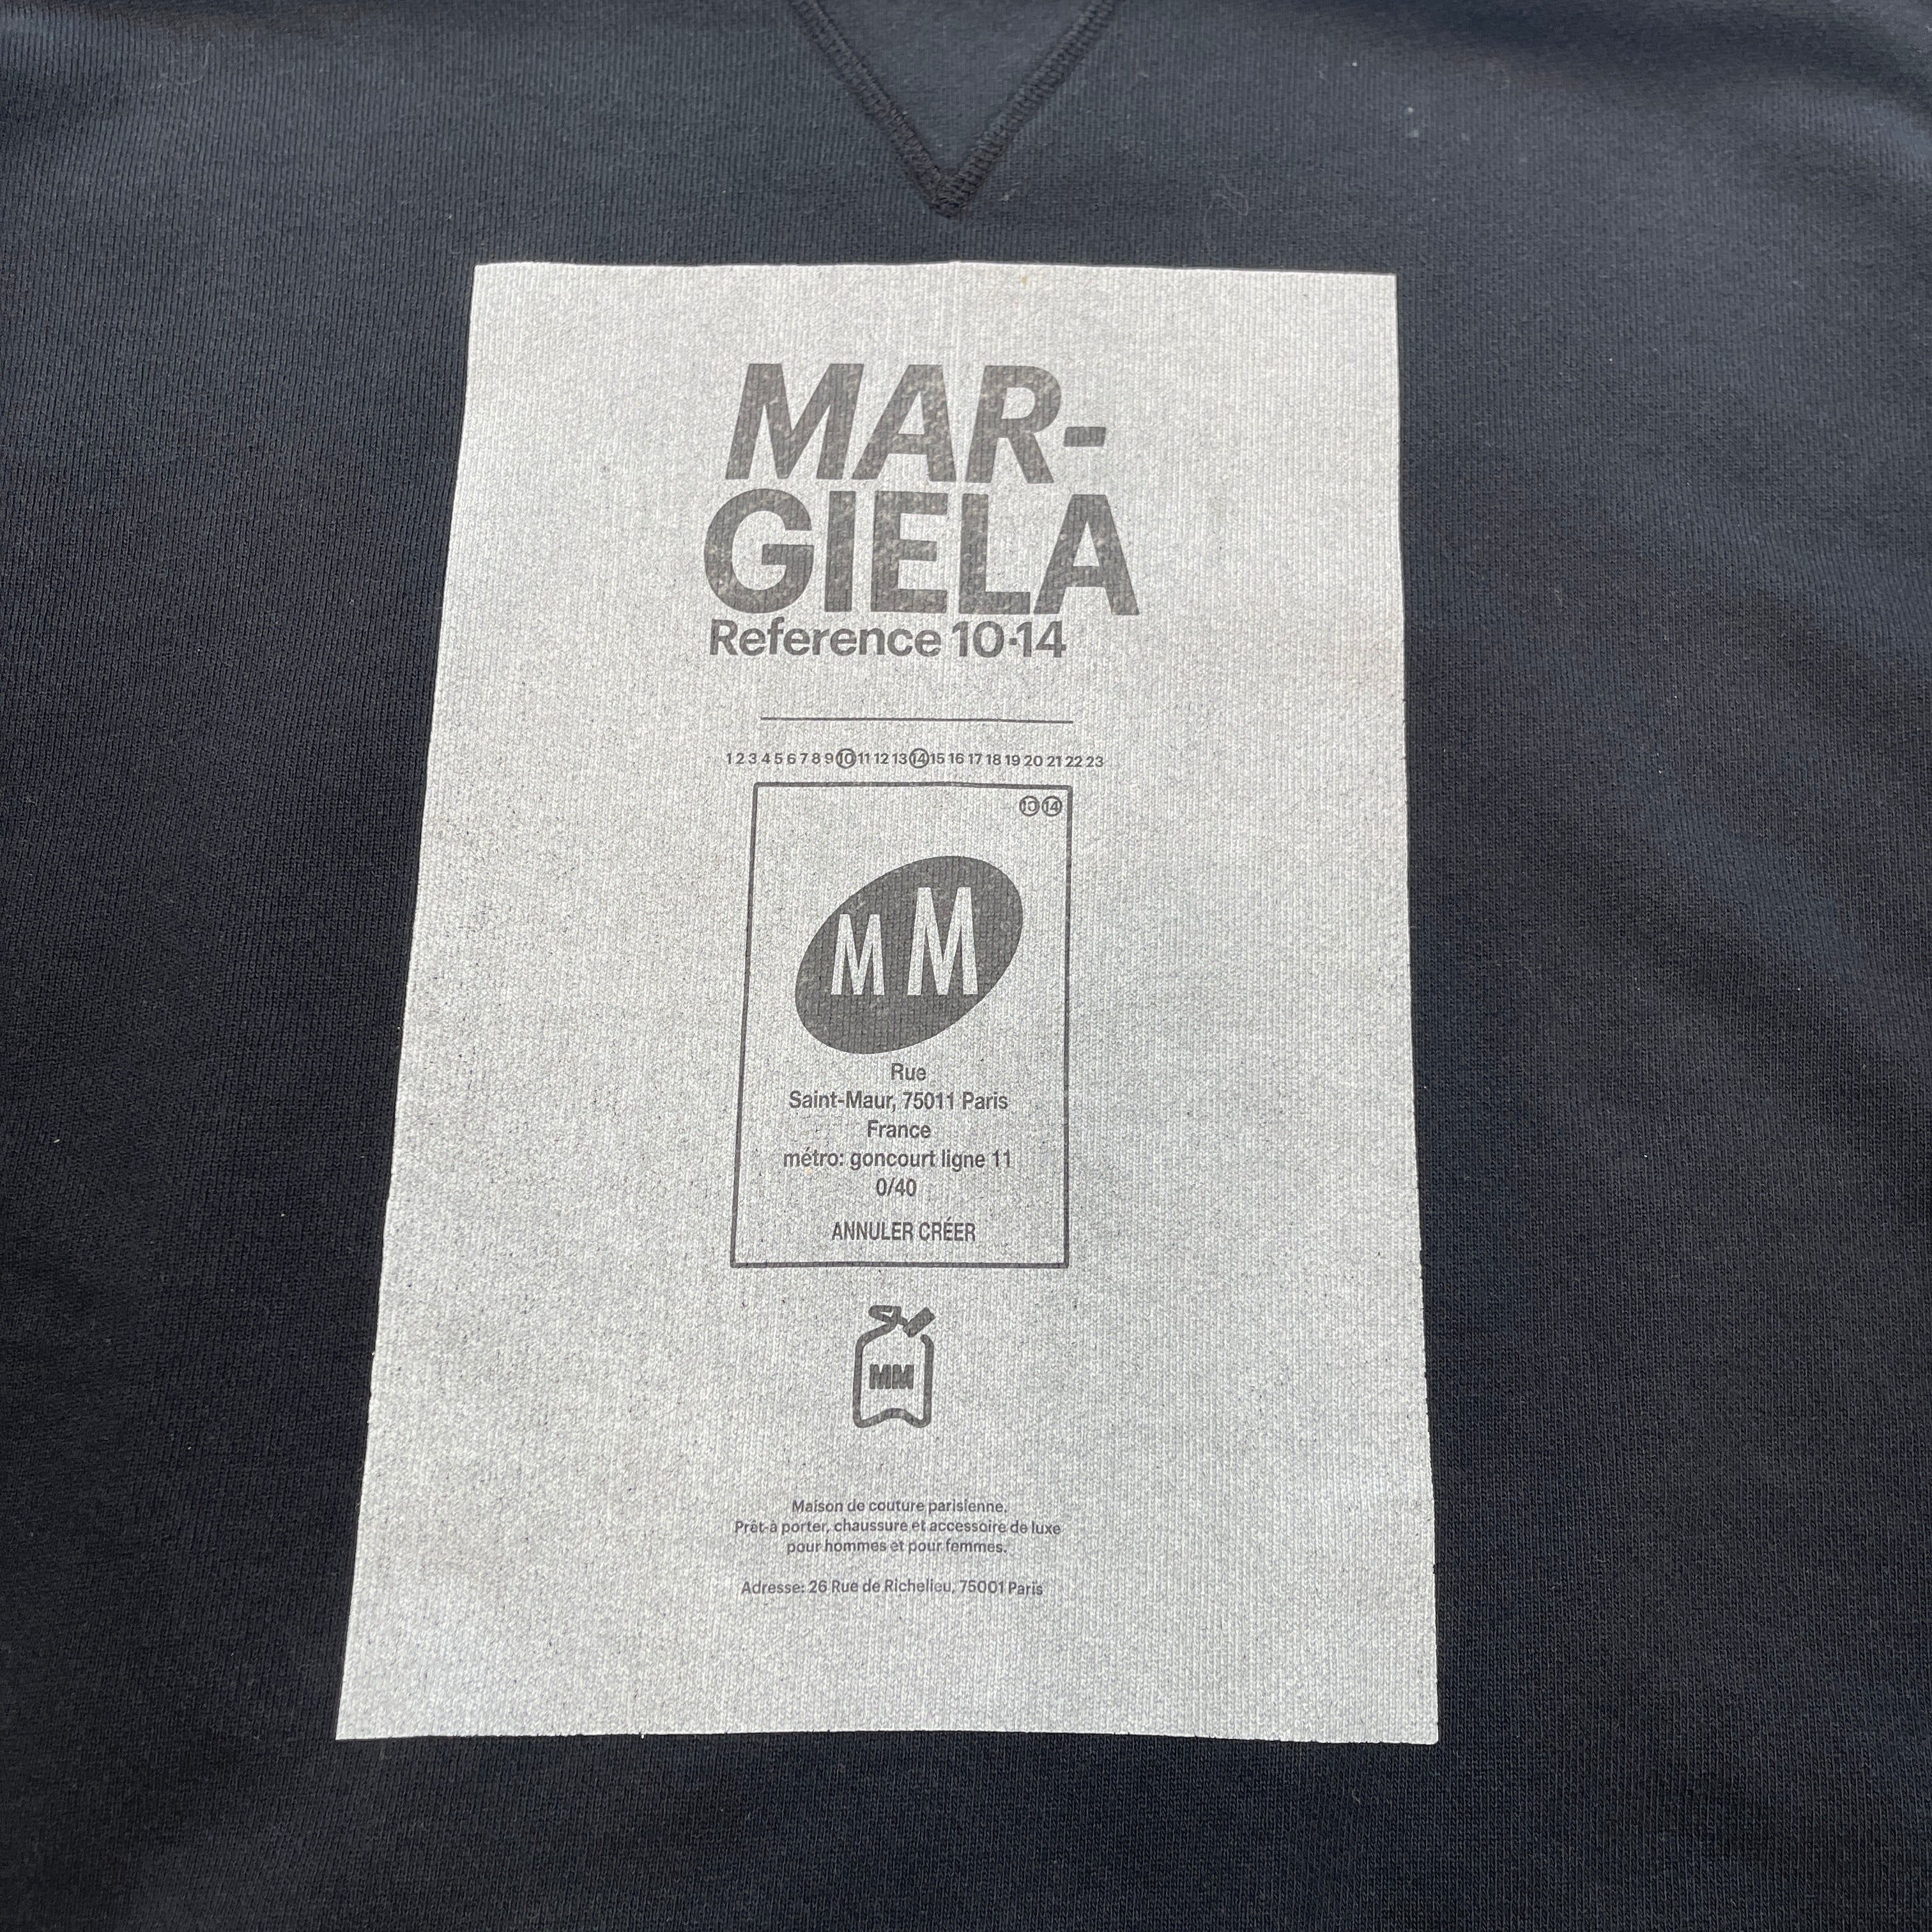 MAR-
GIELA
Reference 10·14
1 2 3 4 5 6 7 8 9 10 11 12 13 14 15 16 17 18 19 20 21 22 23
10 14
M M
Rue
Saint-Maur, 75011 Paris
France
métro: goncourt ligne 11
0/40
ANNULER CRÉER
MM
Maison de couture parisienne.
Prêt-à porter, chaussure et accessoire de luxe
pour hommes et pour femmes.
Adresse: 26 Rue de Richelieu, 75001 Paris